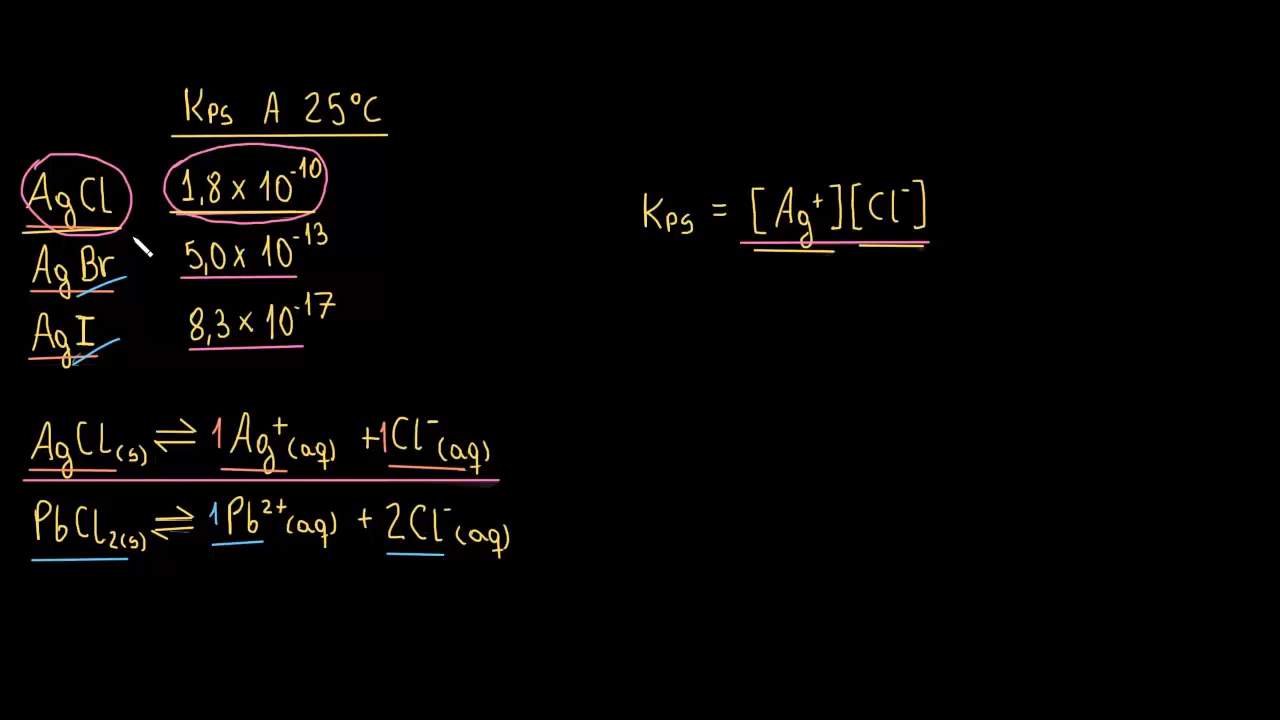 Kps A 25°C
AgCl 1,8 × 10⁻¹⁰
AgBr 5,0 × 10⁻¹³
AgI 8,3 × 10⁻¹⁷
Kps = [Ag⁺][Cl⁻]
AgCl(s) ⇌ 1Ag⁺(aq) + 1Cl⁻(aq)
PbCl₂(s) ⇌ 1Pb²⁺(aq) + 2Cl⁻(aq)